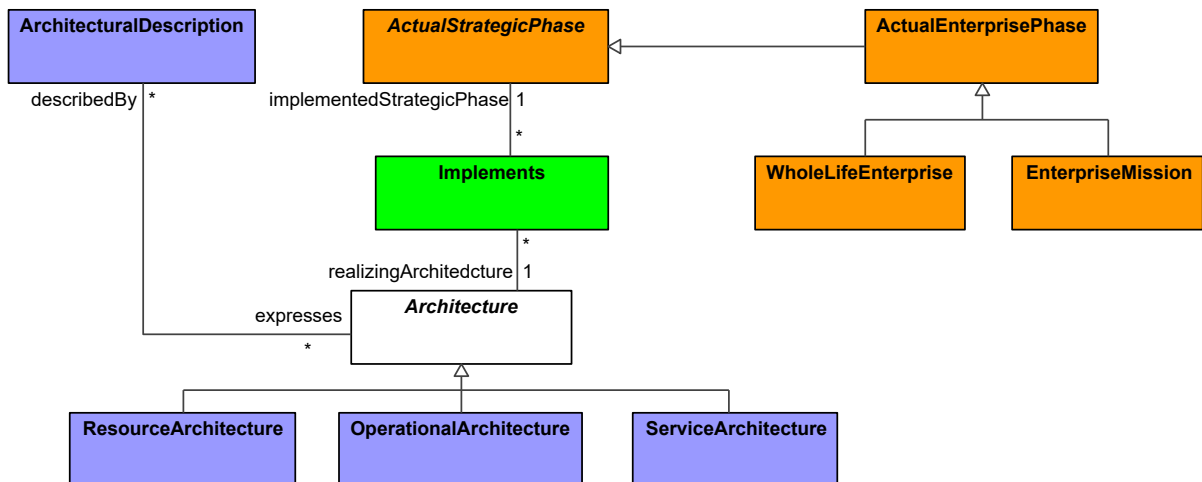 ArchitecturalDescription
ActualStrategicPhase
ActualEnterprisePhase
describedBy
*
implementedStrategicPhase
1
*
Implements
WholeLifeEnterprise
EnterpriseMission
*
realizingArchitedcture
1
Architecture
expresses
*
ResourceArchitecture
OperationalArchitecture
ServiceArchitecture